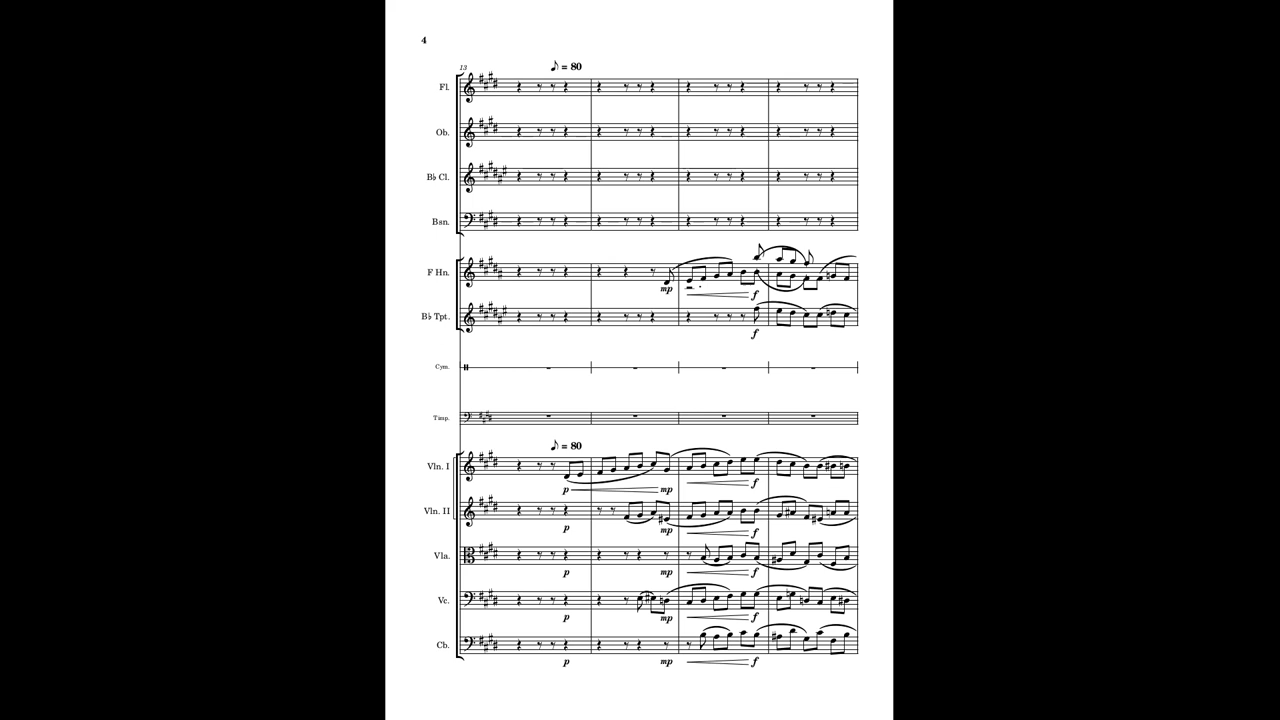 4
13
♪ = 80
Fl.
Ob.
B♭ Cl.
Bsn.
F Hn.
mp f
B♭ Tpt.
f
Cym.
Timp.
♪ = 80
Vln. I
p mp f
Vln. II
p mp f
Vla.
p mp f
Vc.
p mp f
Cb.
p mp f